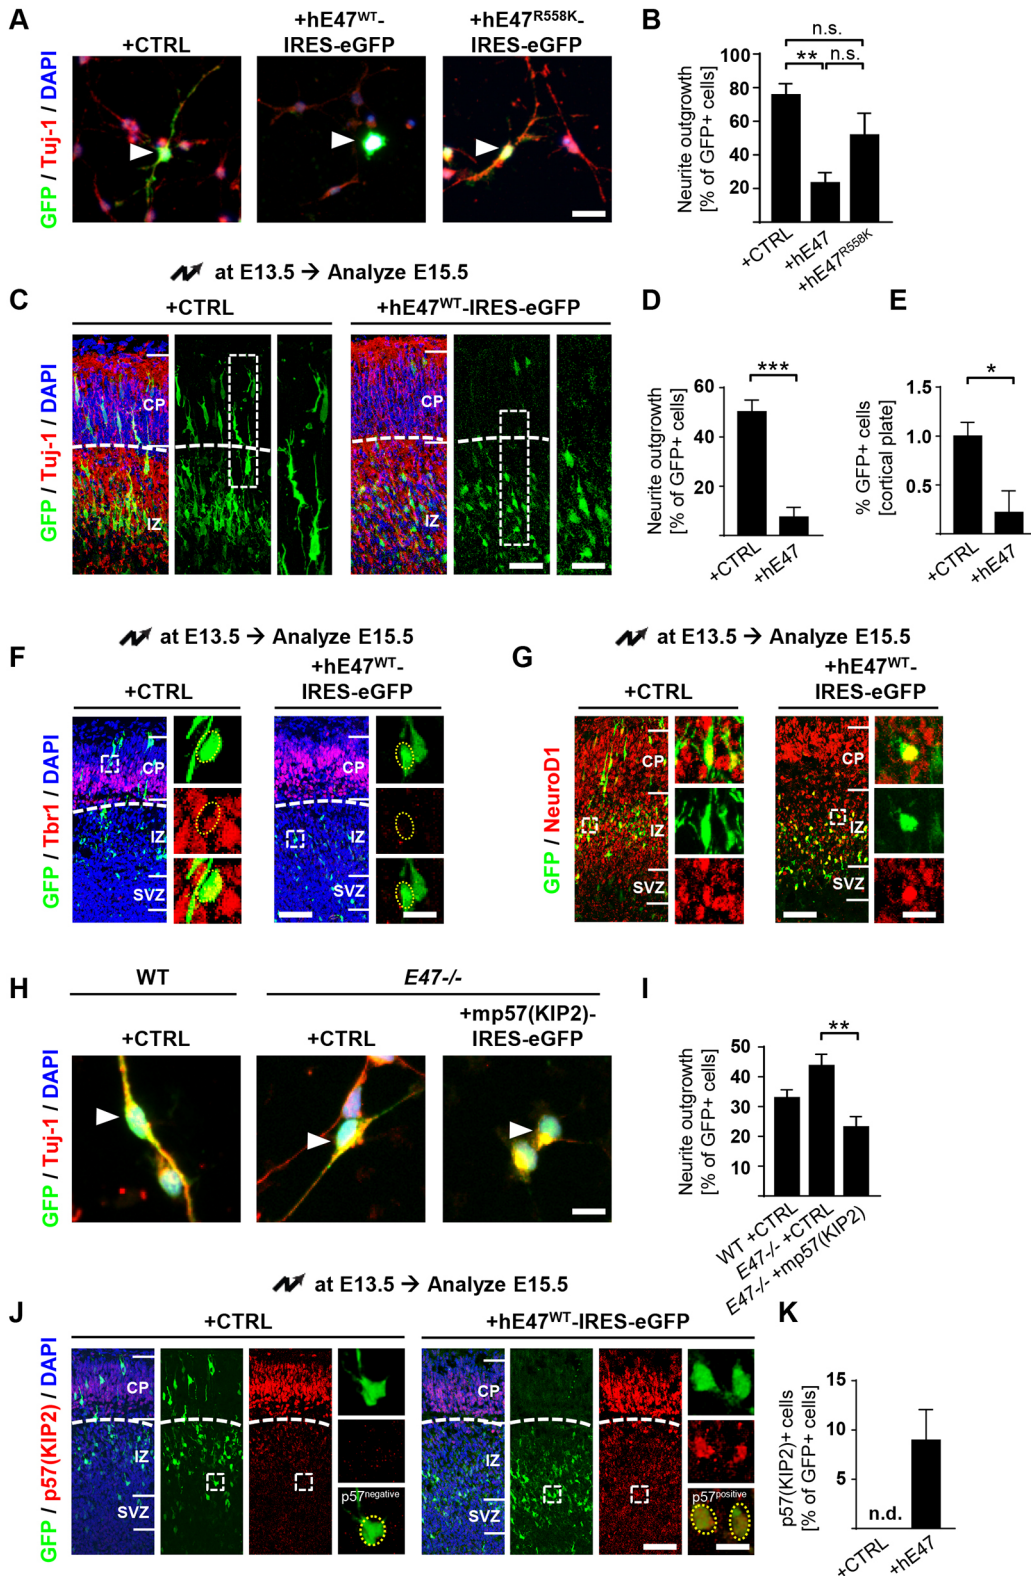 A
+CTRL
+hE47WT-
IRES-eGFP
+hE47R558K-
IRES-eGFP
GFP / Tuj-1 / DAPI
B
n.s.
** n.s.
Neurite outgrowth
[% of GFP+ cells]
100
80
60
40
20
+CTRL
+hE47
+hE47R558K
at E13.5 → Analyze E15.5
C
+CTRL
+hE47WT-IRES-eGFP
GFP / Tuj-1 / DAPI
CP
IZ
CP
IZ
D
***
Neurite outgrowth
[% of GFP+ cells]
60
40
20
+CTRL
+hE47
E
*
% GFP+ cells
[cortical plate]
1.5
1.0
0.5
+CTRL
+hE47
at E13.5 → Analyze E15.5
F
+CTRL
+hE47WT-
IRES-eGFP
GFP / Tbr1 / DAPI
CP
IZ
SVZ
CP
IZ
SVZ
at E13.5 → Analyze E15.5
G
+CTRL
+hE47WT-
IRES-eGFP
GFP / NeuroD1
CP
IZ
SVZ
CP
IZ
SVZ
H
WT
E47-/-
+CTRL
+CTRL
+mp57(KIP2)-
IRES-eGFP
GFP / Tuj-1 / DAPI
I
**
Neurite outgrowth
[% of GFP+ cells]
50
40
30
20
10
WT +CTRL
E47-/- +CTRL
E47-/- +mp57(KIP2)
at E13.5 → Analyze E15.5
J
+CTRL
+hE47WT-IRES-eGFP
GFP / p57(KIP2) / DAPI
CP
IZ
SVZ
p57negative
CP
IZ
SVZ
p57positive
K
p57(KIP2)+ cells
[% of GFP+ cells]
15
10
5
n.d.
+CTRL
+hE47